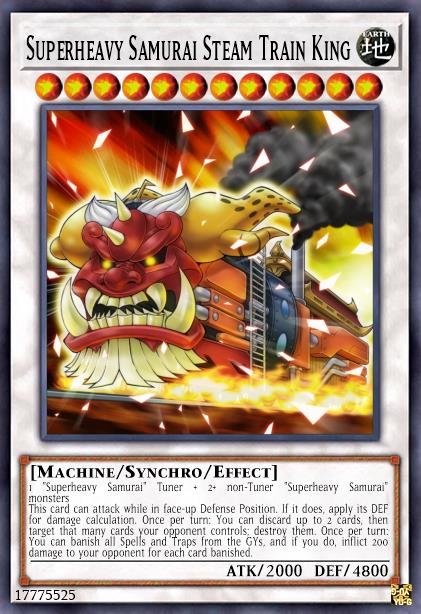 Superheavy Samurai Steam Train King
EARTH
地
[Machine/Synchro/Effect]
1 "Superheavy Samurai" Tuner + 2+ non-Tuner "Superheavy Samurai"
monsters
This card can attack while in face-up Defense Position. If it does, apply its DEF
for damage calculation. Once per turn: You can discard up to 2 cards, then
target that many cards your opponent controls; destroy them. Once per turn:
You can banish all Spells and Traps from the GYs, and if you do, inflict 200
damage to your opponent for each card banished.
ATK/2000 DEF/4800
17775525